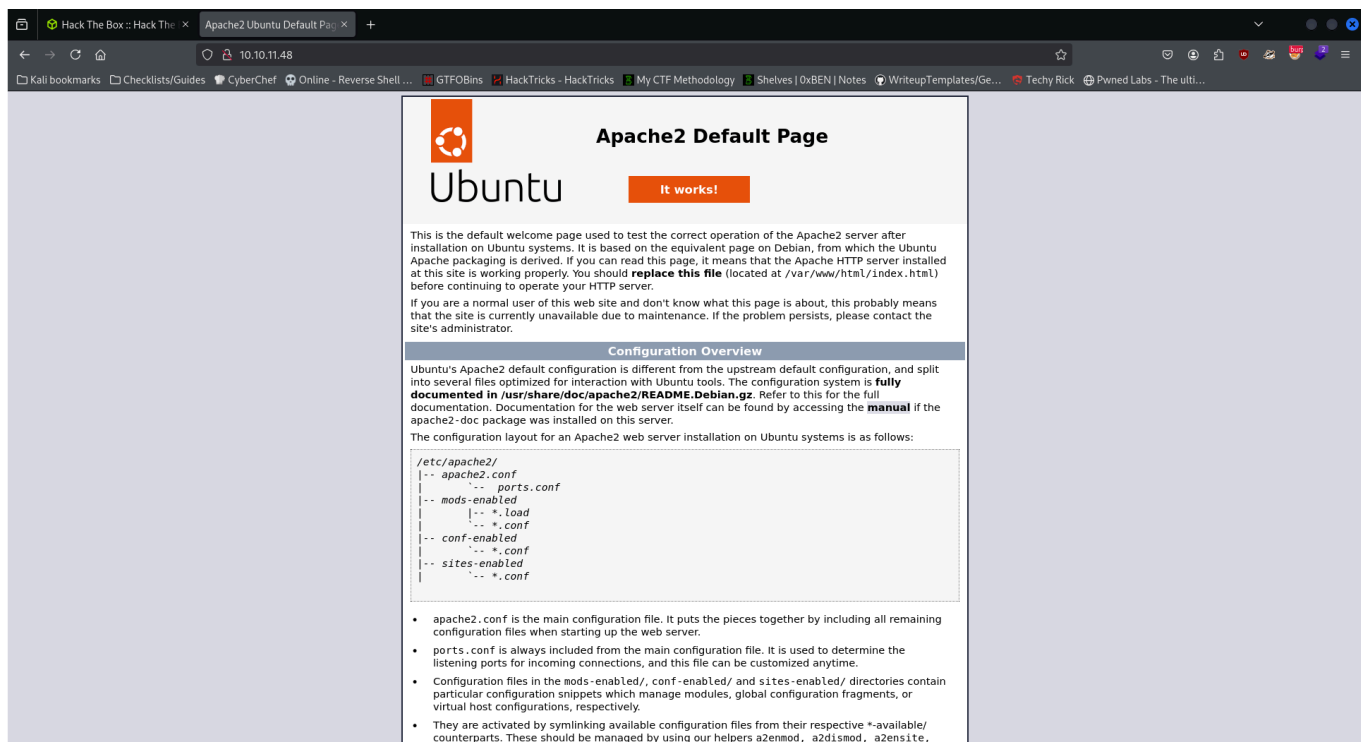 Hack The Box :: Hack The
Apache2 Ubuntu Default Pag
10.10.11.48
Kali bookmarks Checklists/Guides CyberChef Online - Reverse Shell ... GTFOBins HackTricks - HackTricks My CTF Methodology Shelves | 0xBEN | Notes WriteupTemplates/Ge... Techy Rick Pwned Labs - The ulti...
Apache2 Default Page
Ubuntu
It works!
This is the default welcome page used to test the correct operation of the Apache2 server after
installation on Ubuntu systems. It is based on the equivalent page on Debian, from which the Ubuntu
Apache packaging is derived. If you can read this page, it means that the Apache HTTP server installed
at this site is working properly. You should replace this file (located at /var/www/html/index.html)
before continuing to operate your HTTP server.
If you are a normal user of this web site and don't know what this page is about, this probably means
that the site is currently unavailable due to maintenance. If the problem persists, please contact the
site's administrator.
Configuration Overview
Ubuntu's Apache2 default configuration is different from the upstream default configuration, and split
into several files optimized for interaction with Ubuntu tools. The configuration system is fully
documented in /usr/share/doc/apache2/README.Debian.gz. Refer to this for the full
documentation. Documentation for the web server itself can be found by accessing the manual if the
apache2-doc package was installed on this server.
The configuration layout for an Apache2 web server installation on Ubuntu systems is as follows:
/etc/apache2/
|-- apache2.conf
|       `--  ports.conf
|-- mods-enabled
|       |-- *.load
|       `-- *.conf
|-- conf-enabled
|       `-- *.conf
|-- sites-enabled
|       `-- *.conf
• apache2.conf is the main configuration file. It puts the pieces together by including all remaining
configuration files when starting up the web server.
• ports.conf is always included from the main configuration file. It is used to determine the
listening ports for incoming connections, and this file can be customized anytime.
• Configuration files in the mods-enabled/, conf-enabled/ and sites-enabled/ directories contain
particular configuration snippets which manage modules, global configuration fragments, or
virtual host configurations, respectively.
• They are activated by symlinking available configuration files from their respective *-available/
counterparts. These should be managed by using our helpers a2enmod, a2dismod, a2ensite,